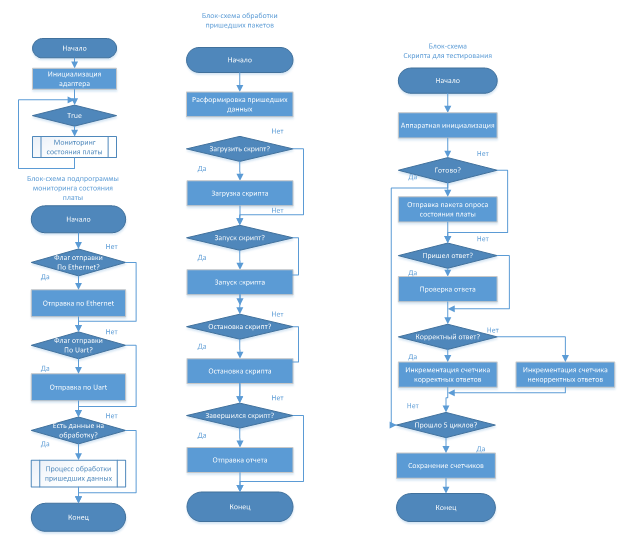 Начало
Инициализация
адаптера
True
Мониторинг
состояния платы
Блок-схема подпрограммы
мониторинга состояния
платы
Начало
Нет
Флаг отправки
По Ethernet?
Да
Отправка по Ethernet
Нет
Флаг отправки
По Uart?
Да
Отправка по Uart
Нет
Есть данные на
обработку?
Да
Процесс обработки
пришедших данных
Конец
Блок-схема обработки
пришедших пакетов
Начало
Расформировка пришедших
данных
Нет
Загрузить скрипт?
Да
Загрузка скрипта
Нет
Запуск скрипт?
Да
Запуск скрипта
Нет
Остановка скрипт?
Да
Остановка скрипта
Нет
Завершился скрипт?
Да
Отправка отчета
Конец
Блок-схема
Скрипта для тестирования
Начало
Аппаратная инициализация
Нет
Готово?
Да
Отправка пакета опроса
состояния платы
Нет
Пришел ответ?
Да
Проверка ответа
Корректный ответ?
Нет
Да
Инкрементация счетчика
корректных ответов
Инкрементация счетчика
некорректных ответов
Нет
Прошло 5 циклов?
Да
Сохранение счетчиков
Конец